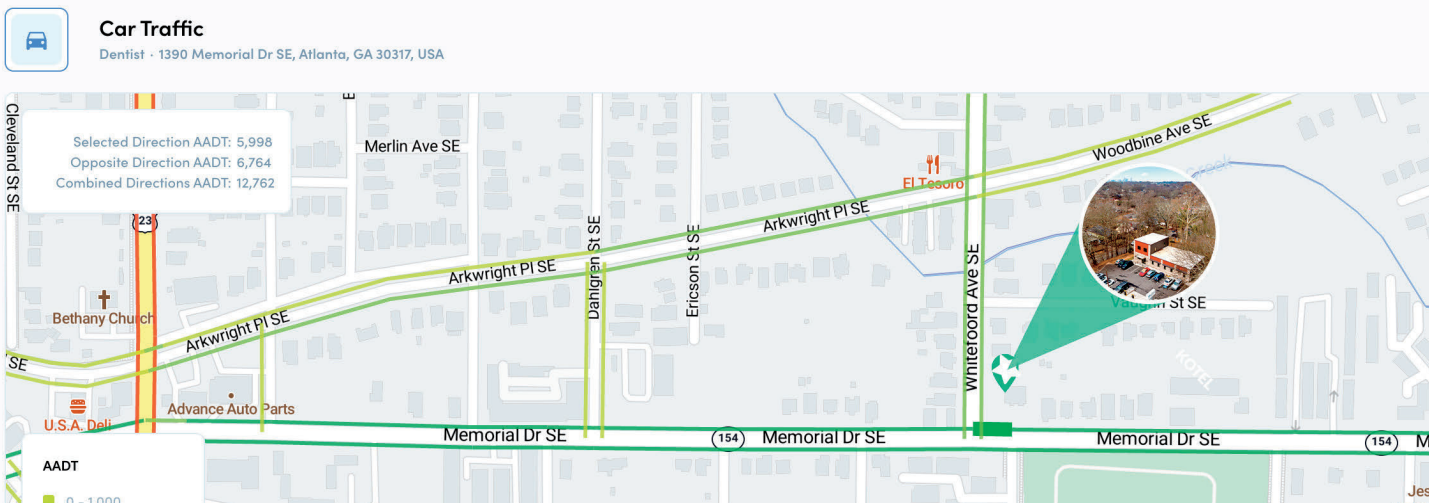 Car Traffic
Dentist · 1390 Memorial Dr SE, Atlanta, GA 30317, USA
Cleveland St SE
Selected Direction AADT: 5,998
Opposite Direction AADT: 6,764
Combined Directions AADT: 12,762
E
Merlin Ave SE
Woodbine Ave SE
El Tesoro
23
Arkwright Pl SE
Dahlgren St SE
Ericson St SE
Arkwright Pl SE
Whitefoord Ave SE
Bethany Church
Arkwright Pl SE
SE
St SE
KOTEL
Advance Auto Parts
U.S.A. Deli
Memorial Dr SE
154
Memorial Dr SE
Memorial Dr SE
154
M
AADT
0 - 1,000
Jes